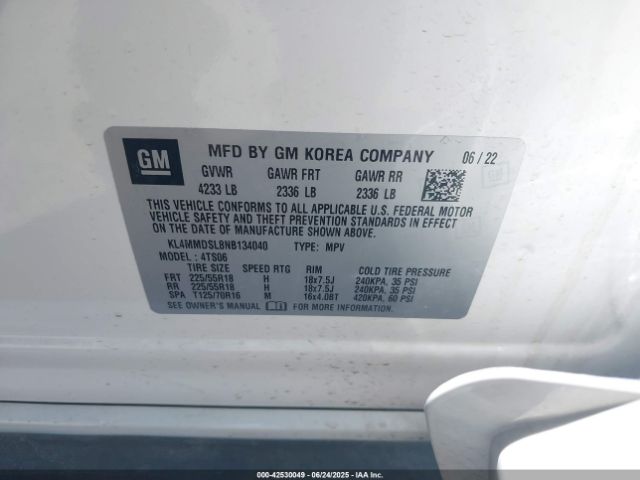 GM
MFD BY GM KOREA COMPANY 06/22
GVWR GAWR FRT GAWR RR
4233 LB 2336 LB 2336 LB
THIS VEHICLE CONFORMS TO ALL APPLICABLE U.S. FEDERAL MOTOR
VEHICLE SAFETY AND THEFT PREVENTION STANDARDS IN EFFECT
ON THE DATE OF MANUFACTURE SHOWN ABOVE.
KL4MMDSL8NB134040 TYPE: MPV
MODEL: 4TS06
TIRE SIZE SPEED RTG RIM COLD TIRE PRESSURE
FRT 225/55R18 H 18x7.5J 240KPA, 35 PSI
RR 225/55R18 H 18x7.5J 240KPA, 35 PSI
SPA T125/70R16 M 16x4.0BT 420KPA, 60 PSI
SEE OWNER'S MANUAL FOR MORE INFORMATION.
000-42530049 - 06/24/2025 - IAA Inc.